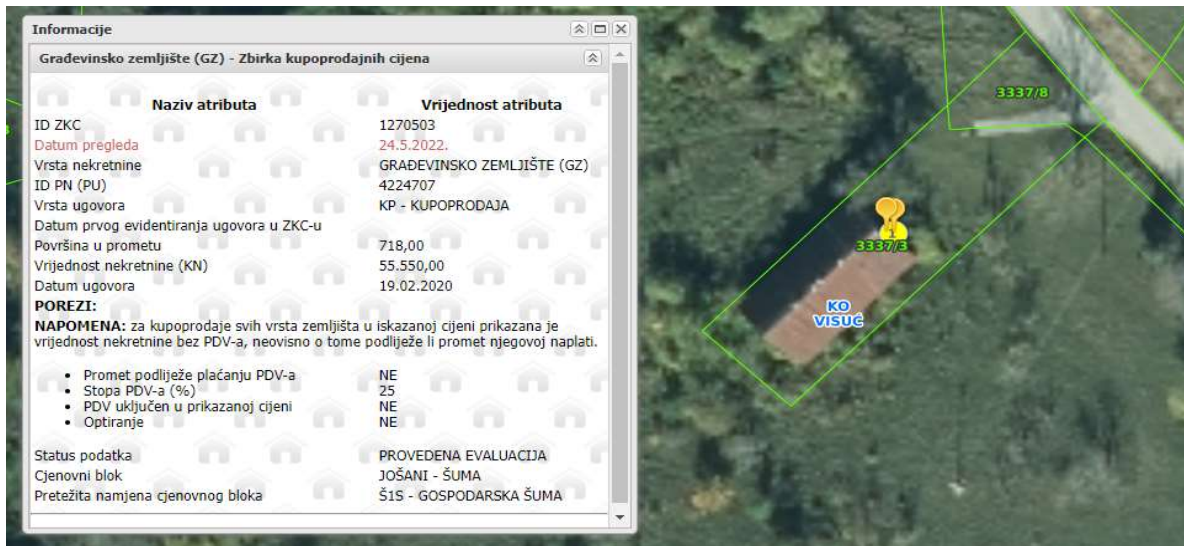 Informacije
Građevinsko zemljište (GZ) - Zbirka kupoprodajnih cijena
Naziv atributa Vrijednost atributa
ID ZKC 1270503
Datum pregleda 24.5.2022.
Vrsta nekretnine GRAĐEVINSKO ZEMLJIŠTE (GZ)
ID PN (PU) 4224707
Vrsta ugovora KP - KUPOPRODAJA
Datum prvog evidentiranja ugovora u ZKC-u
Površina u prometu 718,00
Vrijednost nekretnine (KN) 55.550,00
Datum ugovora 19.02.2020
POREZI:
NAPOMENA: za kupoprodaje svih vrsta zemljišta u iskazanoj cijeni prikazana je
vrijednost nekretnine bez PDV-a, neovisno o tome podliježe li promet njegovoj naplati.
• Promet podliježe plaćanju PDV-a NE
• Stopa PDV-a (%) 25
• PDV uključen u prikazanoj cijeni NE
• Optiranje NE
Status podatka PROVEDENA EVALUACIJA
Cjenovni blok JOŠANI - ŠUMA
Pretežita namjena cjenovnog bloka Š1S - GOSPODARSKA ŠUMA
3337/8
1
3337/3
KO
VISUĆ